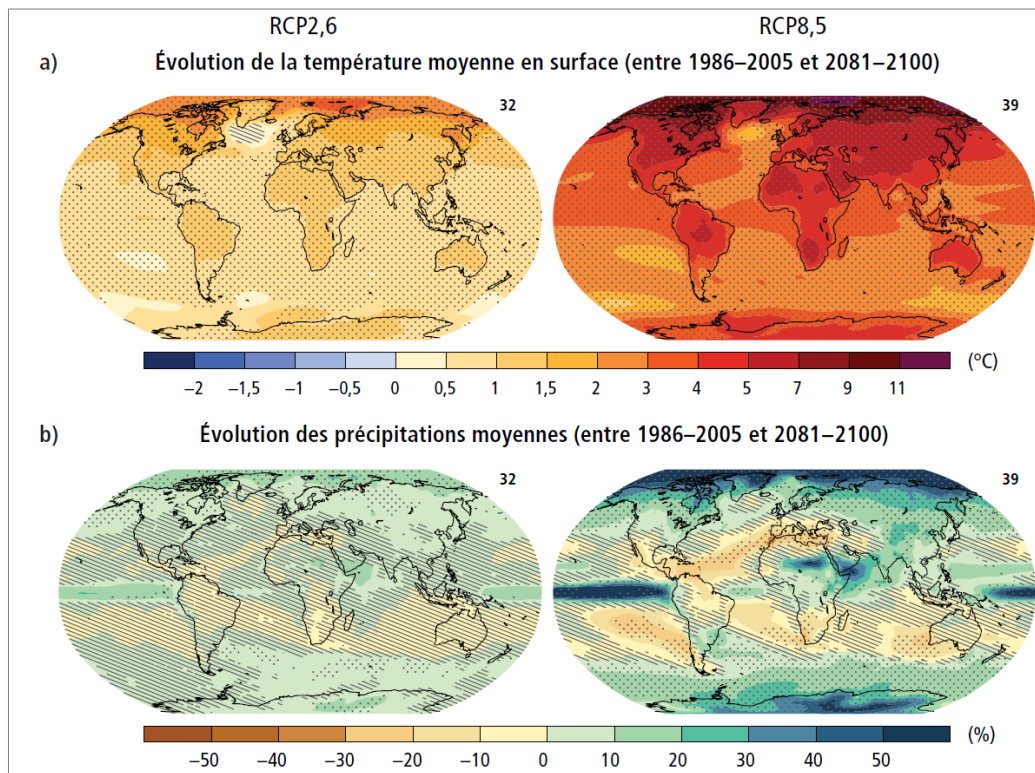 RCP2,6 RCP8,5
a) Évolution de la température moyenne en surface (entre 1986–2005 et 2081–2100)
32 39
–2 –1,5 –1 –0,5 0 0,5 1 1,5 2 3 4 5 7 9 11 (°C)
b) Évolution des précipitations moyennes (entre 1986–2005 et 2081–2100)
32 39
–50 –40 –30 –20 –10 0 10 20 30 40 50 (%)